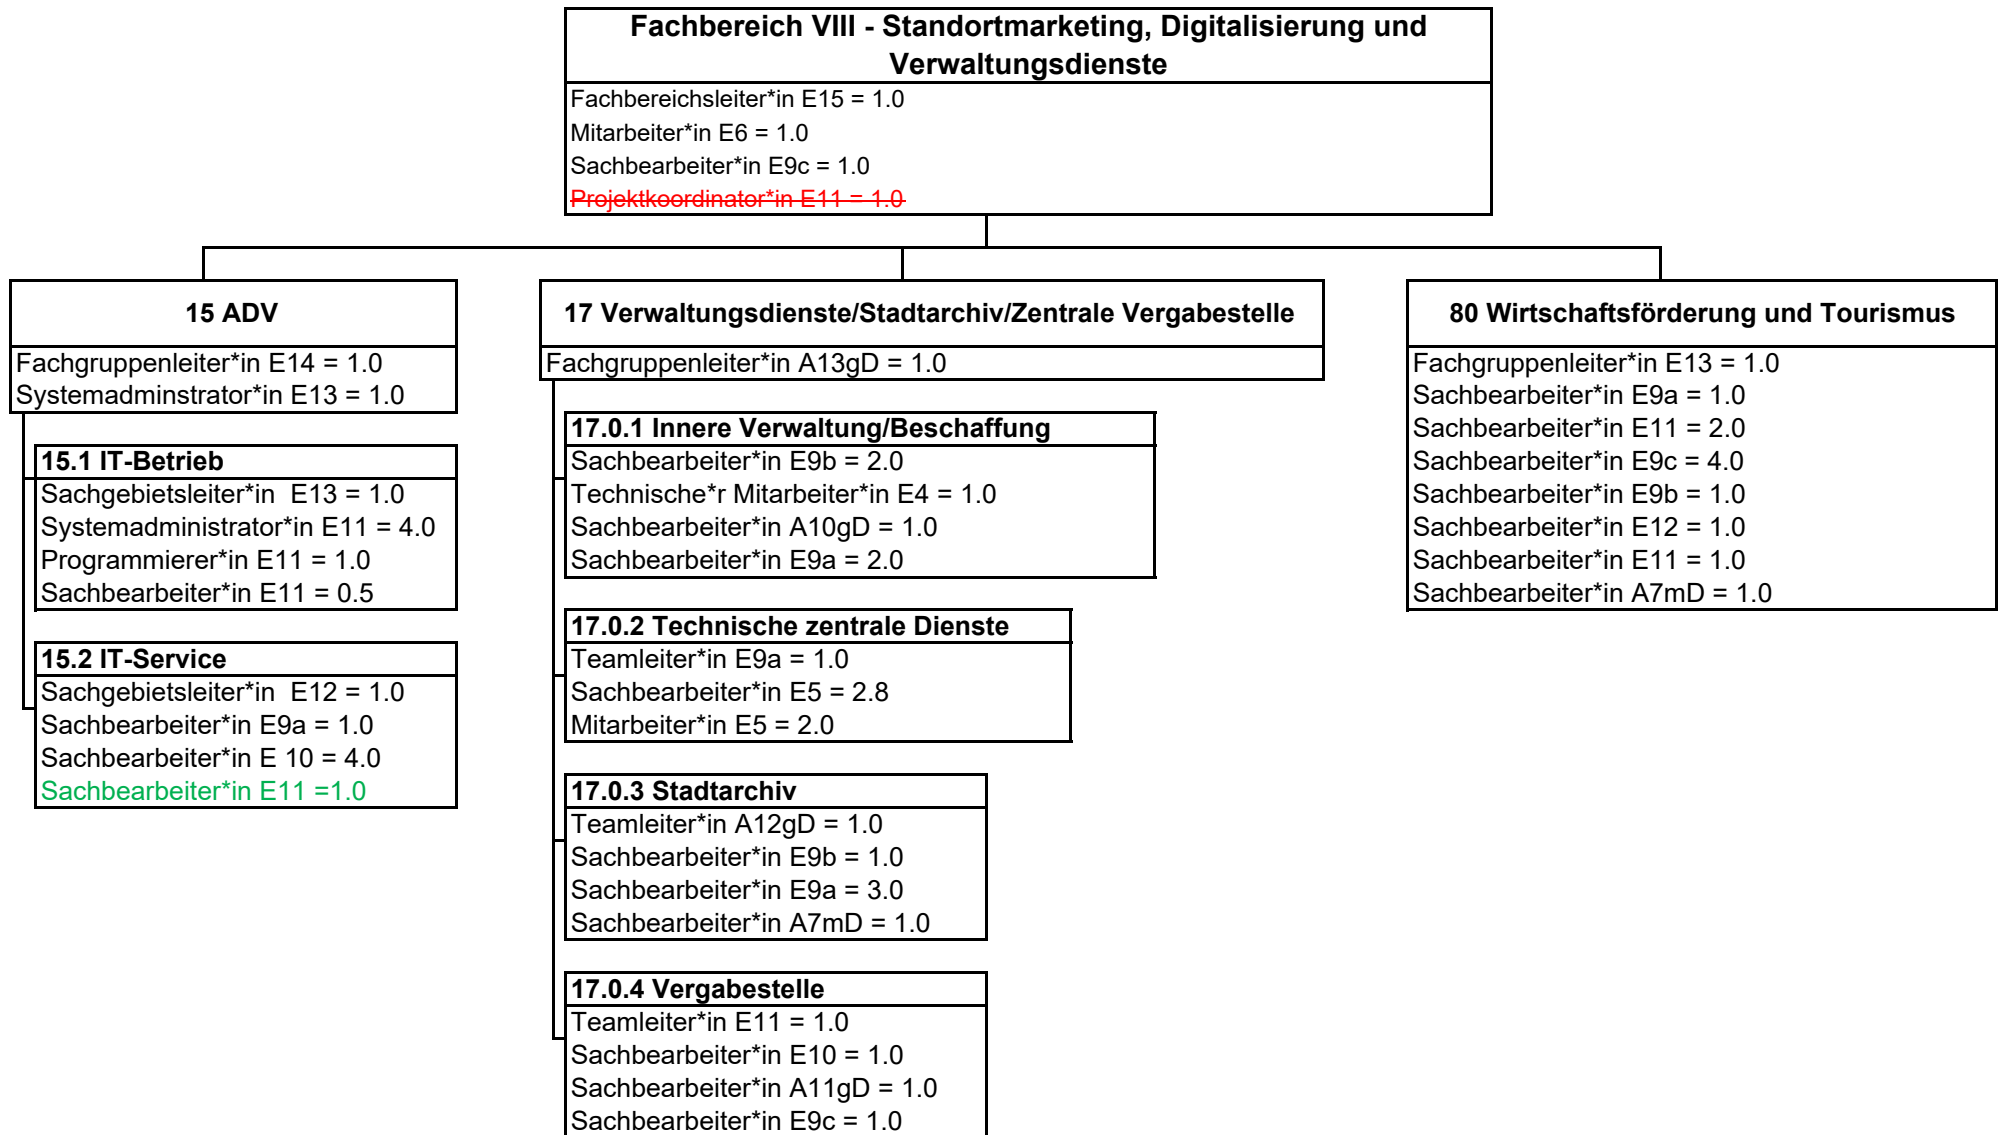 Fachbereich VIII - Standortmarketing, Digitalisierung und
Verwaltungsdienste
Fachbereichsleiter*in E15 = 1.0
Mitarbeiter*in E6 = 1.0
Sachbearbeiter*in E9c = 1.0
Projektkoordinator*in E11 = 1.0
15 ADV
Fachgruppenleiter*in E14 = 1.0
Systemadminstrator*in E13 = 1.0
15.1 IT-Betrieb
Sachgebietsleiter*in  E13 = 1.0
Systemadministrator*in E11 = 4.0
Programmierer*in E11 = 1.0
Sachbearbeiter*in E11 = 0.5
15.2 IT-Service
Sachgebietsleiter*in  E12 = 1.0
Sachbearbeiter*in E9a = 1.0
Sachbearbeiter*in E 10 = 4.0
Sachbearbeiter*in E11 =1.0
17 Verwaltungsdienste/Stadtarchiv/Zentrale Vergabestelle
Fachgruppenleiter*in A13gD = 1.0
17.0.1 Innere Verwaltung/Beschaffung
Sachbearbeiter*in E9b = 2.0
Technische*r Mitarbeiter*in E4 = 1.0
Sachbearbeiter*in A10gD = 1.0
Sachbearbeiter*in E9a = 2.0
17.0.2 Technische zentrale Dienste
Teamleiter*in E9a = 1.0
Sachbearbeiter*in E5 = 2.8
Mitarbeiter*in E5 = 2.0
17.0.3 Stadtarchiv
Teamleiter*in A12gD = 1.0
Sachbearbeiter*in E9b = 1.0
Sachbearbeiter*in E9a = 3.0
Sachbearbeiter*in A7mD = 1.0
17.0.4 Vergabestelle
Teamleiter*in E11 = 1.0
Sachbearbeiter*in E10 = 1.0
Sachbearbeiter*in A11gD = 1.0
Sachbearbeiter*in E9c = 1.0
80 Wirtschaftsförderung und Tourismus
Fachgruppenleiter*in E13 = 1.0
Sachbearbeiter*in E9a = 1.0
Sachbearbeiter*in E11 = 2.0
Sachbearbeiter*in E9c = 4.0
Sachbearbeiter*in E9b = 1.0
Sachbearbeiter*in E12 = 1.0
Sachbearbeiter*in E11 = 1.0
Sachbearbeiter*in A7mD = 1.0